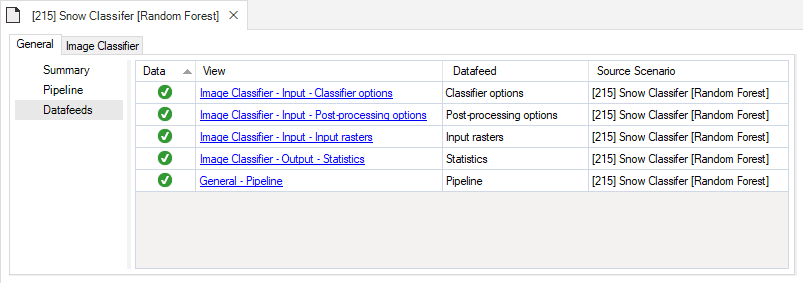 [215] Snow Classifer [Random Forest]
General Image Classifier
Summary
Pipeline
Datafeeds
Data View Datafeed Source Scenario
Image Classifier - Input - Classifier options Classifier options [215] Snow Classifer [Random Forest]
Image Classifier - Input - Post-processing options Post-processing options [215] Snow Classifer [Random Forest]
Image Classifier - Input - Input rasters Input rasters [215] Snow Classifer [Random Forest]
Image Classifier - Output - Statistics Statistics [215] Snow Classifer [Random Forest]
General - Pipeline Pipeline [215] Snow Classifer [Random Forest]